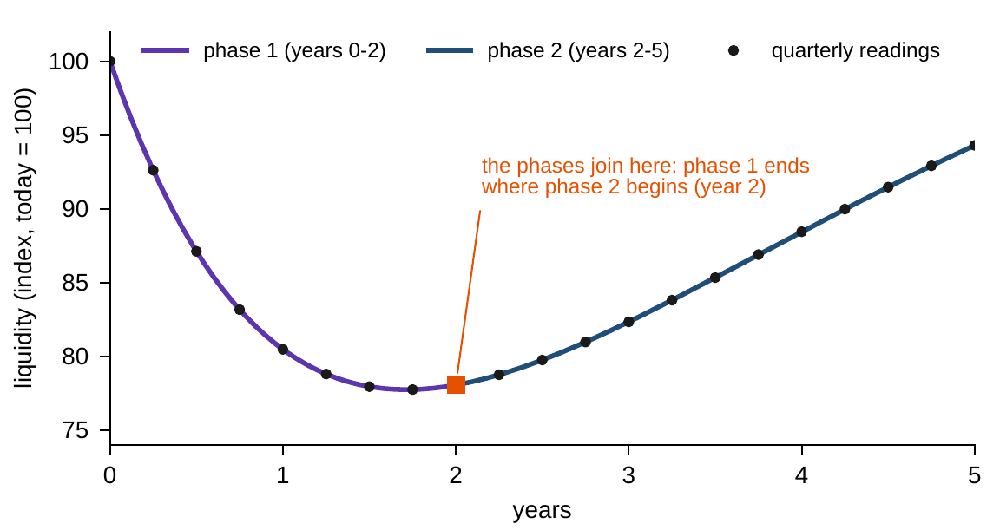 phase 1 (years 0-2)
phase 2 (years 2-5)
quarterly readings
liquidity (index, today = 100)
100
95
90
85
80
75
the phases join here: phase 1 ends
where phase 2 begins (year 2)
0
1
2
3
4
5
years